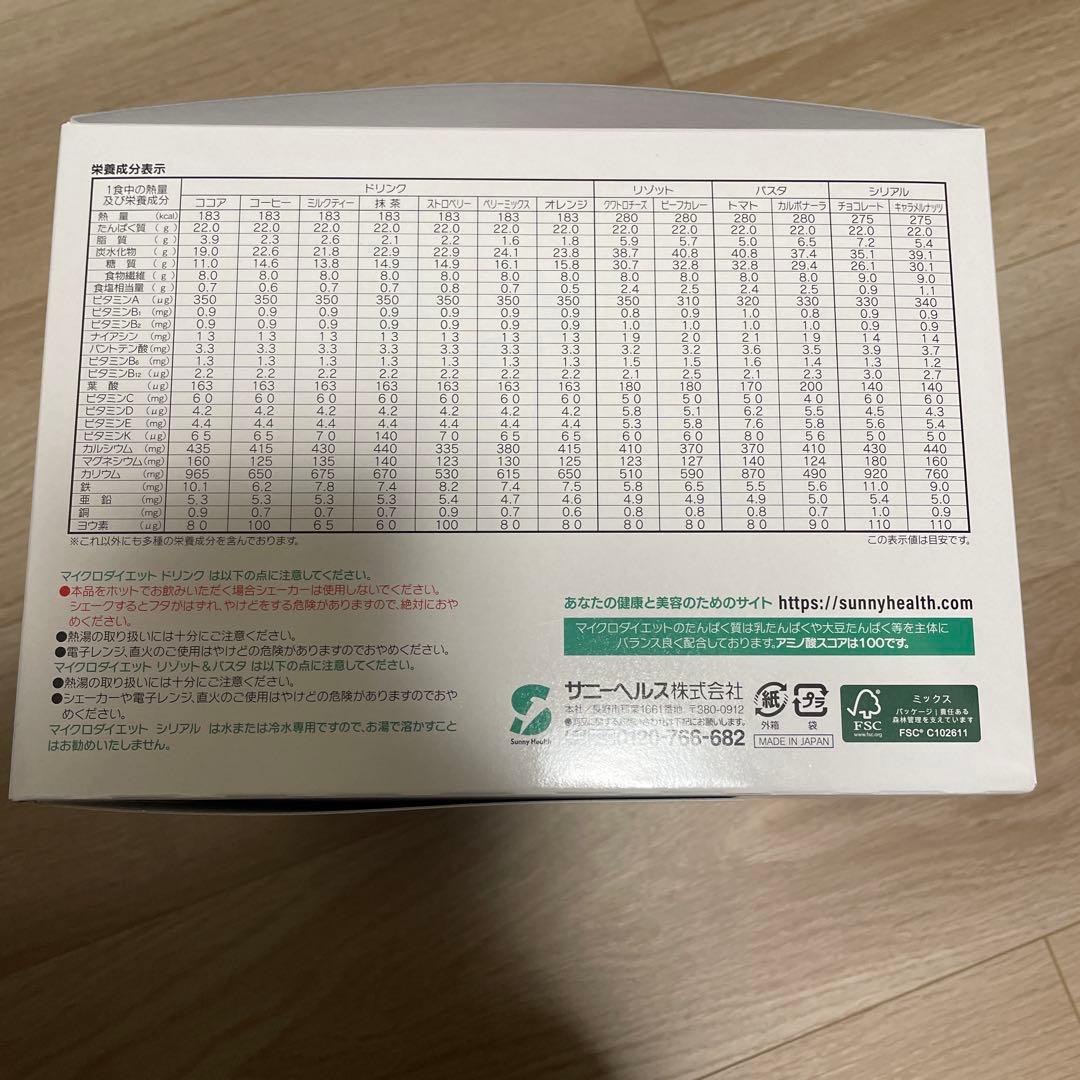 栄養成分表示
1食中の熱量及び栄養成分 ドリンク リゾット パスタ シリアル
ココア コーヒー ミルクティー 抹茶 ストロベリー ベリーミックス オレンジ クワトロチーズ ビーフカレー トマト カルボナーラ チョコレート キャラメルナッツ
熱量 (kcal) 183 183 183 183 183 183 183 280 280 280 280 275 275
たんぱく質 (g) 22.0 22.0 22.0 22.0 22.0 22.0 22.0 22.0 22.0 22.0 22.0 22.0 22.0
脂質 (g) 3.9 2.3 2.6 2.1 2.2 1.6 1.8 5.9 5.7 5.0 6.5 7.2 5.4
炭水化物 (g) 19.0 22.6 21.8 22.9 22.9 24.1 23.8 38.7 40.8 40.8 37.4 35.1 39.1
糖質 (g) 11.0 14.6 13.8 14.9 14.9 16.1 15.8 30.7 32.8 32.8 29.4 26.1 30.1
食物繊維 (g) 8.0 8.0 8.0 8.0 8.0 8.0 8.0 8.0 8.0 8.0 8.0 9.0 9.0
食塩相当量 (g) 0.7 0.6 0.7 0.7 0.8 0.7 0.5 2.4 2.5 2.4 2.5 0.9 1.1
ビタミンA (μg) 350 350 350 350 350 350 350 350 310 320 330 330 340
ビタミンB1 (mg) 0.9 0.9 0.9 0.9 0.9 0.9 0.9 0.8 0.9 1.0 0.8 0.9 0.9
ビタミンB2 (mg) 0.9 0.9 0.9 0.9 0.9 0.9 0.9 1.0 1.0 1.0 1.0 0.9 0.9
ナイアシン (mg) 13 13 13 13 13 13 13 19 20 21 19 14 14
パントテン酸 (mg) 3.3 3.3 3.3 3.3 3.3 3.3 3.3 3.2 3.2 3.6 3.5 3.9 3.7
ビタミンB6 (mg) 1.3 1.3 1.3 1.3 1.3 1.3 1.3 1.5 1.5 1.6 1.4 1.3 1.2
ビタミンB12 (μg) 2.2 2.2 2.2 2.2 2.2 2.2 2.2 2.1 2.5 2.1 2.3 3.0 2.7
葉酸 (μg) 163 163 163 163 163 163 163 180 180 170 200 140 140
ビタミンC (mg) 60 60 60 60 60 60 60 50 50 50 40 60 60
ビタミンD (μg) 4.2 4.2 4.2 4.2 4.2 4.2 4.2 5.8 5.1 6.2 5.5 4.5 4.3
ビタミンE (mg) 4.4 4.4 4.4 4.4 4.4 4.4 4.4 5.3 5.8 7.6 5.8 5.6 5.4
ビタミンK (μg) 65 65 70 140 70 65 65 60 60 80 56 50 50
カルシウム (mg) 435 415 430 440 335 380 415 410 370 370 410 430 440
マグネシウム (mg) 160 125 135 140 123 130 125 123 127 140 124 180 160
カリウム (mg) 965 650 675 670 530 615 650 510 590 870 490 920 760
鉄 (mg) 10.1 6.2 7.8 7.4 8.2 7.4 7.5 5.8 6.5 5.5 5.6 11.0 9.0
亜鉛 (mg) 5.3 5.3 5.3 5.3 5.4 4.7 4.6 4.9 4.9 4.9 5.0 5.4 5.0
銅 (mg) 0.9 0.7 0.7 0.7 0.9 0.7 0.6 0.8 0.8 0.8 0.7 1.0 0.9
ヨウ素 (μg) 80 100 65 60 100 80 80 80 80 80 90 110 110
※これ以外にも多種の栄養成分を含んでおります。 この表示値は目安です。
マイクロダイエット ドリンク は以下の点に注意してください。
●本品をホットでお飲みいただく場合シェーカーは使用しないでください。
シェークするとフタがはずれ、やけどをする危険がありますので、絶対におや
めください。
●熱湯の取り扱いには十分にご注意ください。
●電子レンジ、直火のご使用はやけどの危険がありますのでおやめください。
マイクロダイエット リゾット&パスタ は以下の点に注意してください。
●熱湯の取り扱いには十分にご注意ください。
●シェーカーや電子レンジ、直火のご使用はやけどの危険がありますのでおや
めください。
マイクロダイエット シリアル は水または冷水専用ですので、お湯で溶かすこと
はお勧めいたしません。
あなたの健康と美容のためのサイト https://sunnyhealth.com
マイクロダイエットのたんぱく質は乳たんぱくや大豆たんぱく等を主体に
バランス良く配合しております。アミノ酸スコアは100です。
Sunny Health
サニーヘルス株式会社
本社、長野市稲葉1661番地 〒380-0912
●商品に関するお問い合わせは下記にお願いします。
0120-766-682
紙 外箱
プラ 袋
MADE IN JAPAN
FSC
www.fsc.org
ミックス
パッケージ | 責任ある
森林管理を支えています
FSC® C102611